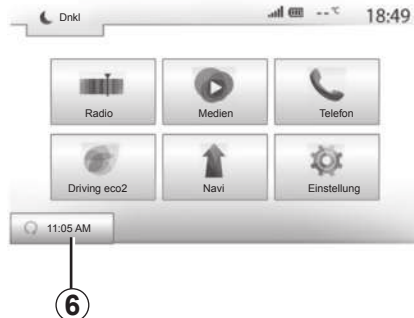 Dnkl
--°C 18:49
Radio Medien Telefon
Driving eco2 Navi Einstellung
11:05 AM
6